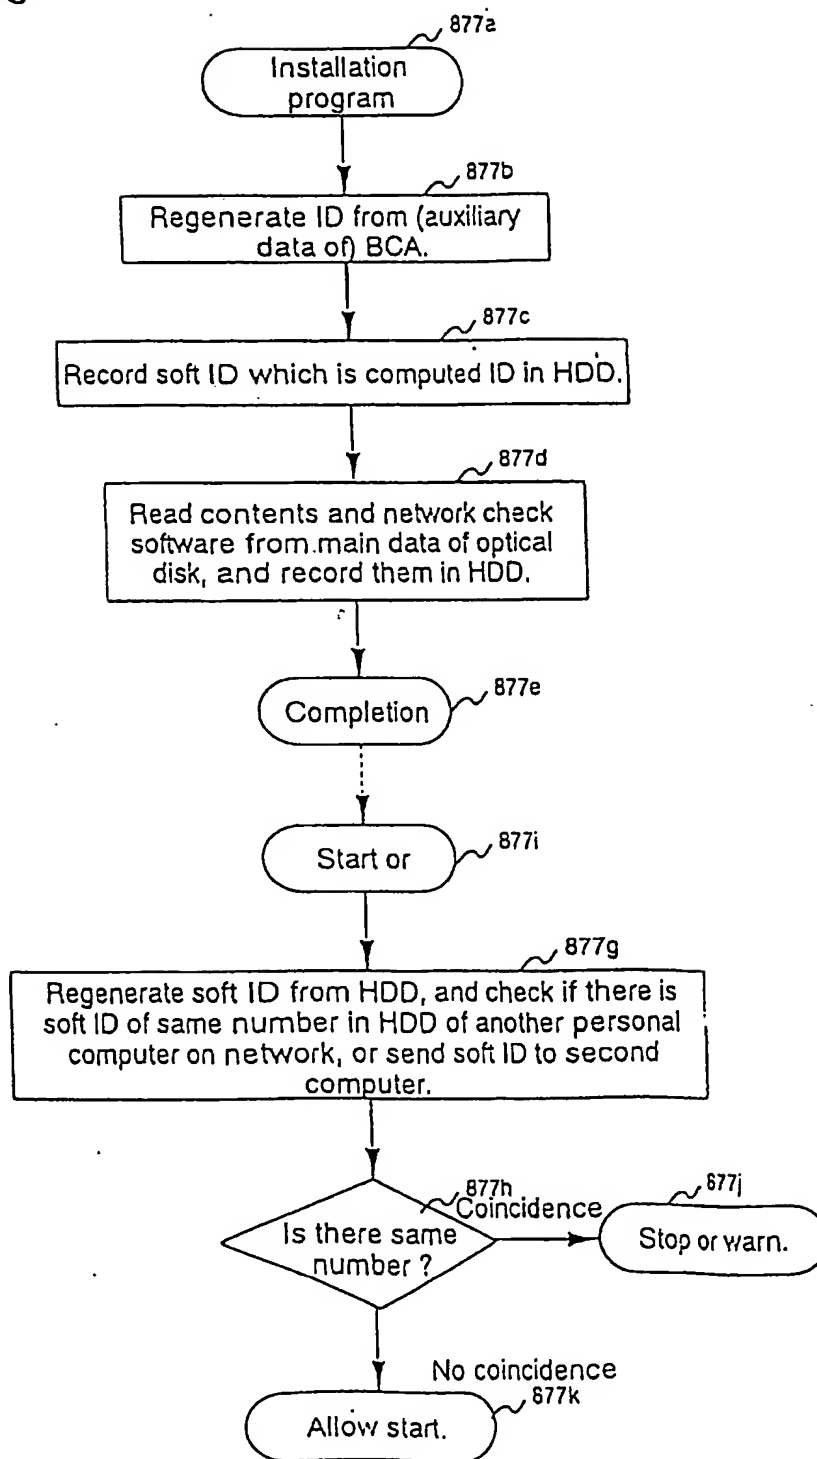 877a
Installation
program
877b
Regenerate ID from (auxiliary
data of) BCA.
877c
Record soft ID which is computed ID in HDD.
877d
Read contents and network check
software from main data of optical
disk, and record them in HDD.
877e
Completion
877i
Start or
877g
Regenerate soft ID from HDD, and check if there is
soft ID of same number in HDD of another personal
computer on network, or send soft ID to second
computer.
877h
Coincidence
877j
Is there same
number ?
Stop or warn.
No coincidence
877k
Allow start.